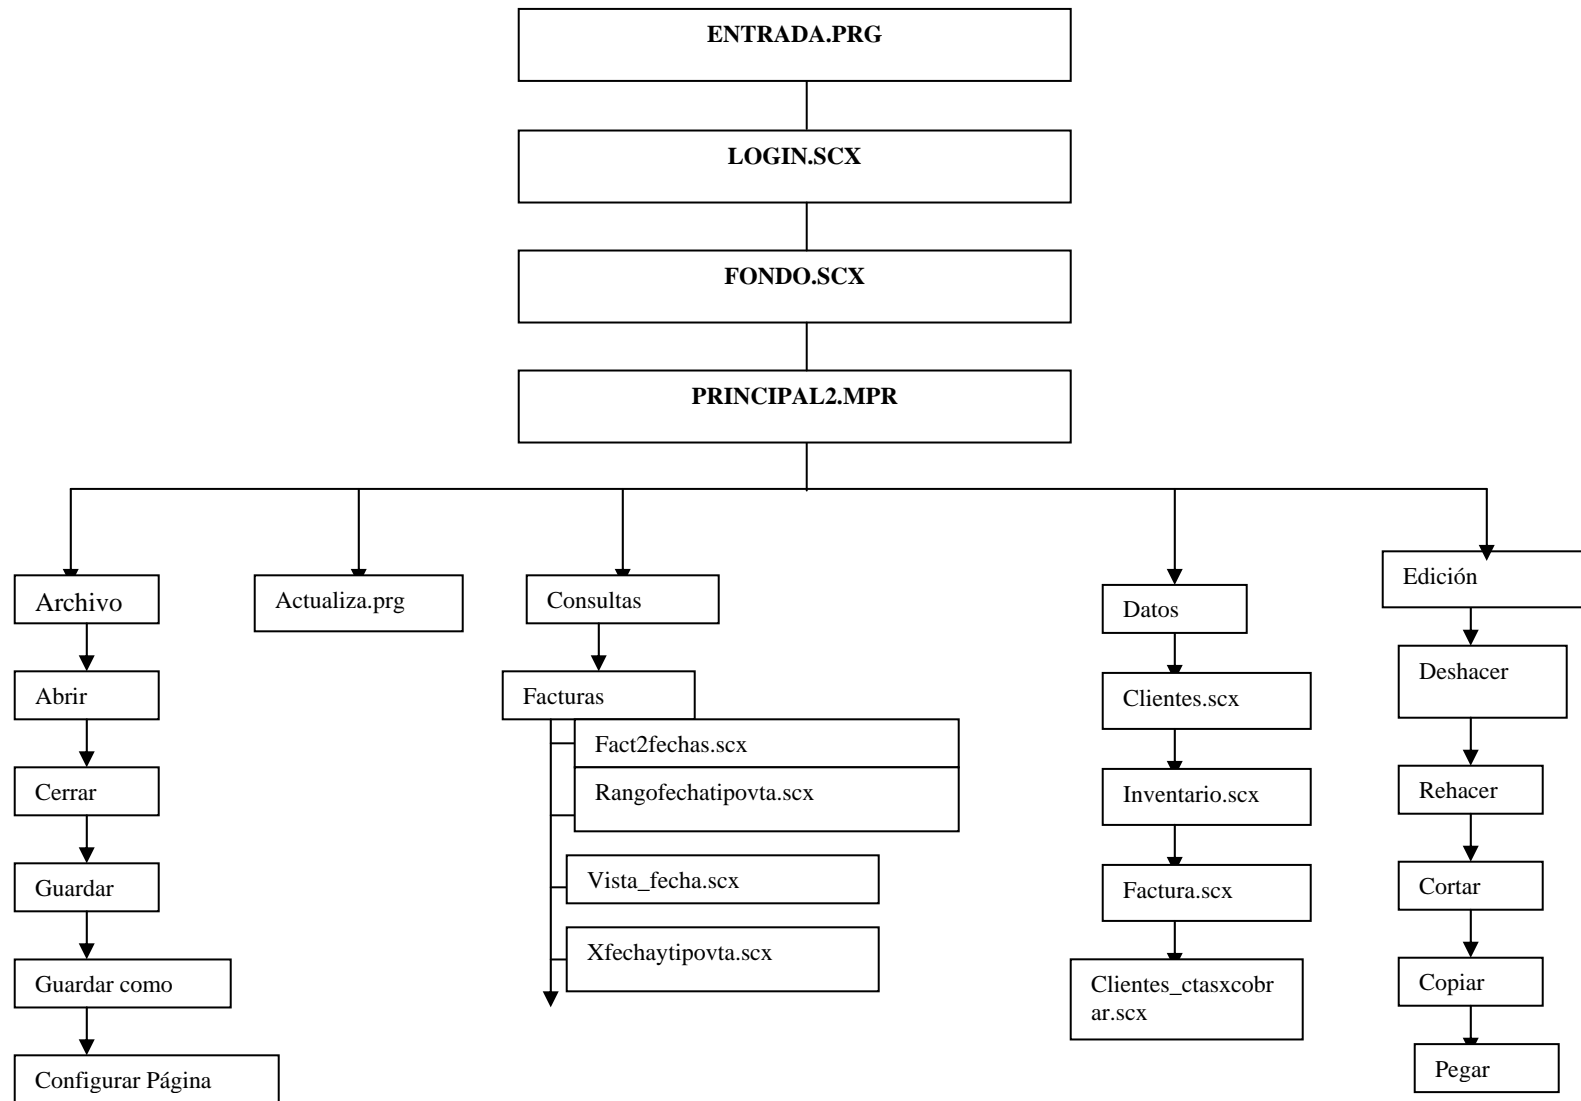 ENTRADA.PRG
LOGIN.SCX
FONDO.SCX
PRINCIPAL2.MPR
Archivo
Abrir
Cerrar
Guardar
Guardar como
Configurar Página
Actualiza.prg
Consultas
Facturas
Fact2fechas.scx
Rangofechatipovta.scx
Vista_fecha.scx
Xfechaytipovta.scx
Datos
Clientes.scx
Inventario.scx
Factura.scx
Clientes_ctasxcobr
ar.scx
Edición
Deshacer
Rehacer
Cortar
Copiar
Pegar